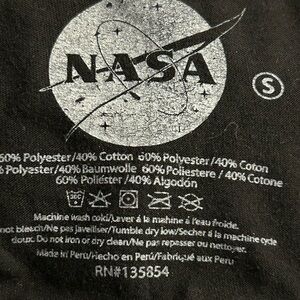 NASA
S
60% Polyester/40% Cotton 60% Polyester/40% Coton
% Polyester/40% Baumwolle 60% Poliestere / 40% Cotone
60% Poliéster/40% Algodón
30C
Machine wash cold/Laver á la machine á l'eau froide.
not bleach/Ne pas javelliser/Tumble dry low/Secher á la machine cycle
doux. Do not iron or dry clean/Ne pas repasser ou nettoyer.
Made in Peru/Hecho en Perú/Fabriqué aux Peru
RN#135854